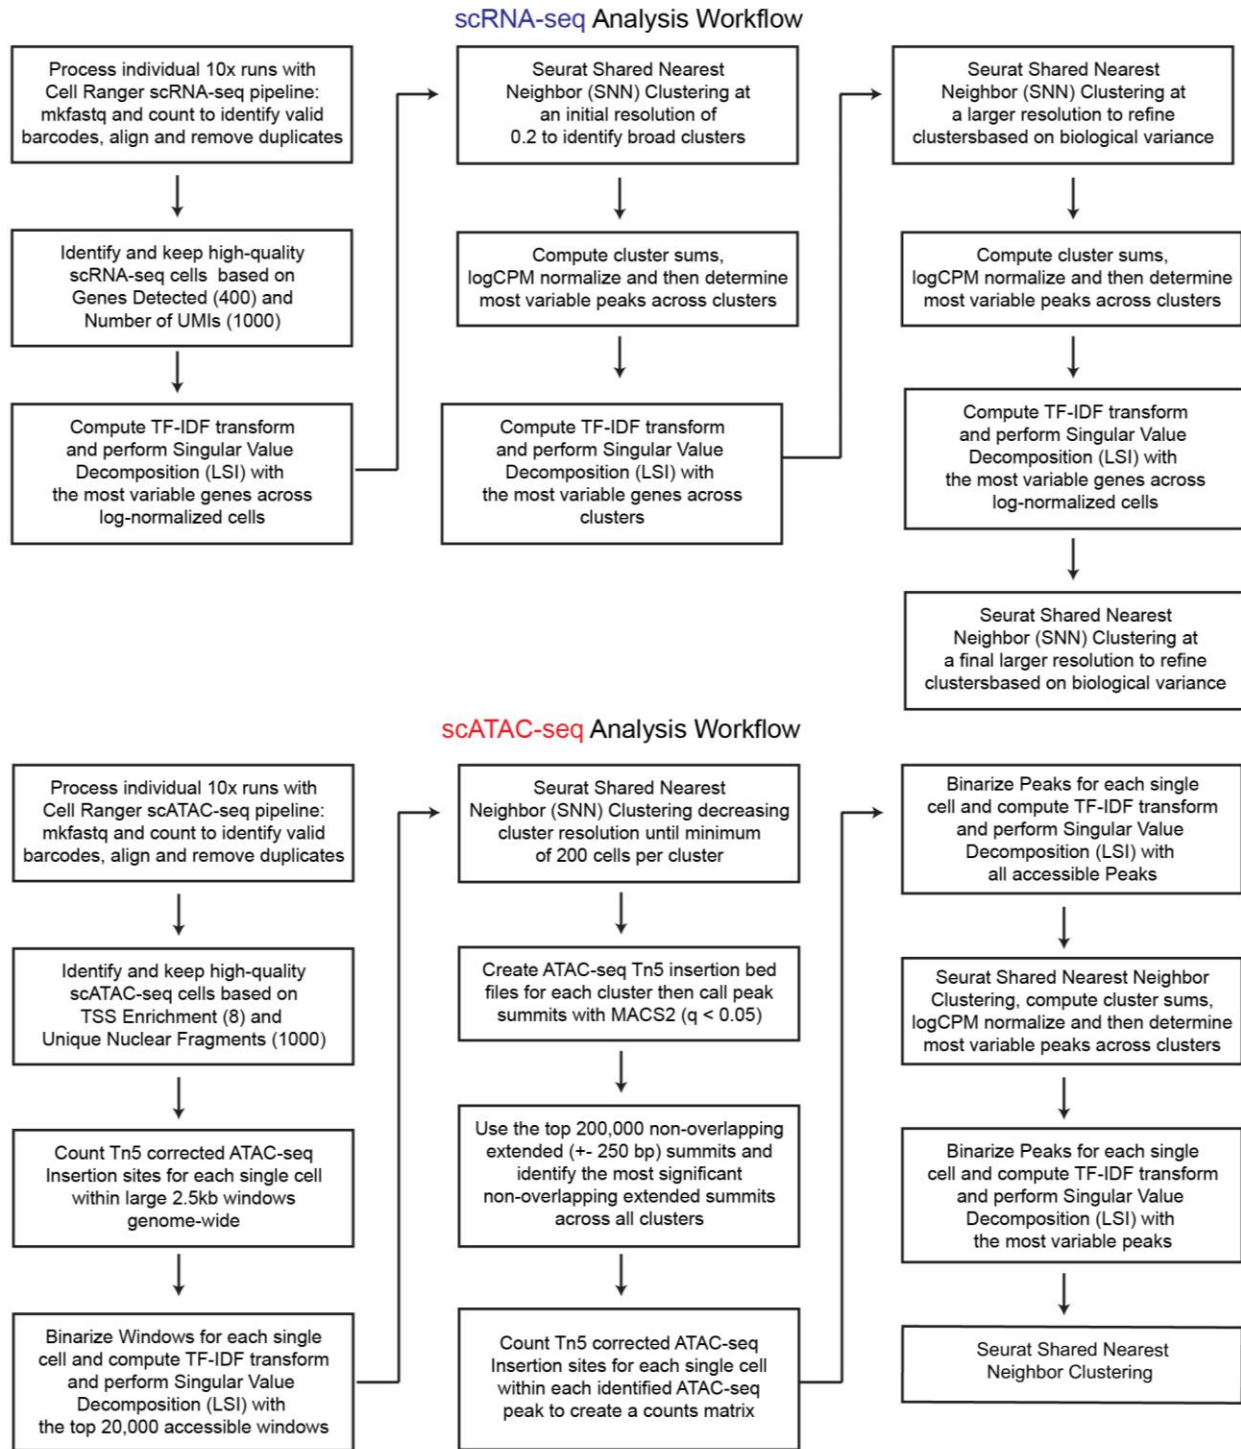 scRNA-seq Analysis Workflow
Process individual 10x runs with
Cell Ranger scRNA-seq pipeline:
mkfastq and count to identify valid
barcodes, align and remove duplicates
Identify and keep high-quality
scRNA-seq cells based on
Genes Detected (400) and
Number of UMIs (1000)
Compute TF-IDF transform
and perform Singular Value
Decomposition (LSI) with
the most variable genes across
log-normalized cells
Seurat Shared Nearest
Neighbor (SNN) Clustering at
an initial resolution of
0.2 to identify broad clusters
Compute cluster sums,
logCPM normalize and then determine
most variable peaks across clusters
Compute TF-IDF transform
and perform Singular Value
Decomposition (LSI) with
the most variable genes across
clusters
Seurat Shared Nearest
Neighbor (SNN) Clustering at
a larger resolution to refine
clustersbased on biological variance
Compute cluster sums,
logCPM normalize and then determine
most variable peaks across clusters
Compute TF-IDF transform
and perform Singular Value
Decomposition (LSI) with
the most variable genes across
log-normalized cells
Seurat Shared Nearest
Neighbor (SNN) Clustering at
a final larger resolution to refine
clustersbased on biological variance
scATAC-seq Analysis Workflow
Process individual 10x runs with
Cell Ranger scATAC-seq pipeline:
mkfastq and count to identify valid
barcodes, align and remove duplicates
Identify and keep high-quality
scATAC-seq cells based on
TSS Enrichment (8) and
Unique Nuclear Fragments (1000)
Count Tn5 corrected ATAC-seq
Insertion sites for each single cell
within large 2.5kb windows
genome-wide
Binarize Windows for each single
cell and compute TF-IDF transform
and perform Singular Value
Decomposition (LSI) with
the top 20,000 accessible windows
Seurat Shared Nearest
Neighbor (SNN) Clustering decreasing
cluster resolution until minimum
of 200 cells per cluster
Create ATAC-seq Tn5 insertion bed
files for each cluster then call peak
summits with MACS2 (q < 0.05)
Use the top 200,000 non-overlapping
extended (+- 250 bp) summits and
identify the most significant
non-overlapping extended summits
across all clusters
Count Tn5 corrected ATAC-seq
Insertion sites for each single cell
within each identified ATAC-seq
peak to create a counts matrix
Binarize Peaks for each single
cell and compute TF-IDF transform
and perform Singular Value
Decomposition (LSI) with
all accessible Peaks
Seurat Shared Nearest Neighbor
Clustering, compute cluster sums,
logCPM normalize and then determine
most variable peaks across clusters
Binarize Peaks for each single
cell and compute TF-IDF transform
and perform Singular Value
Decomposition (LSI) with
the most variable peaks
Seurat Shared Nearest
Neighbor Clustering